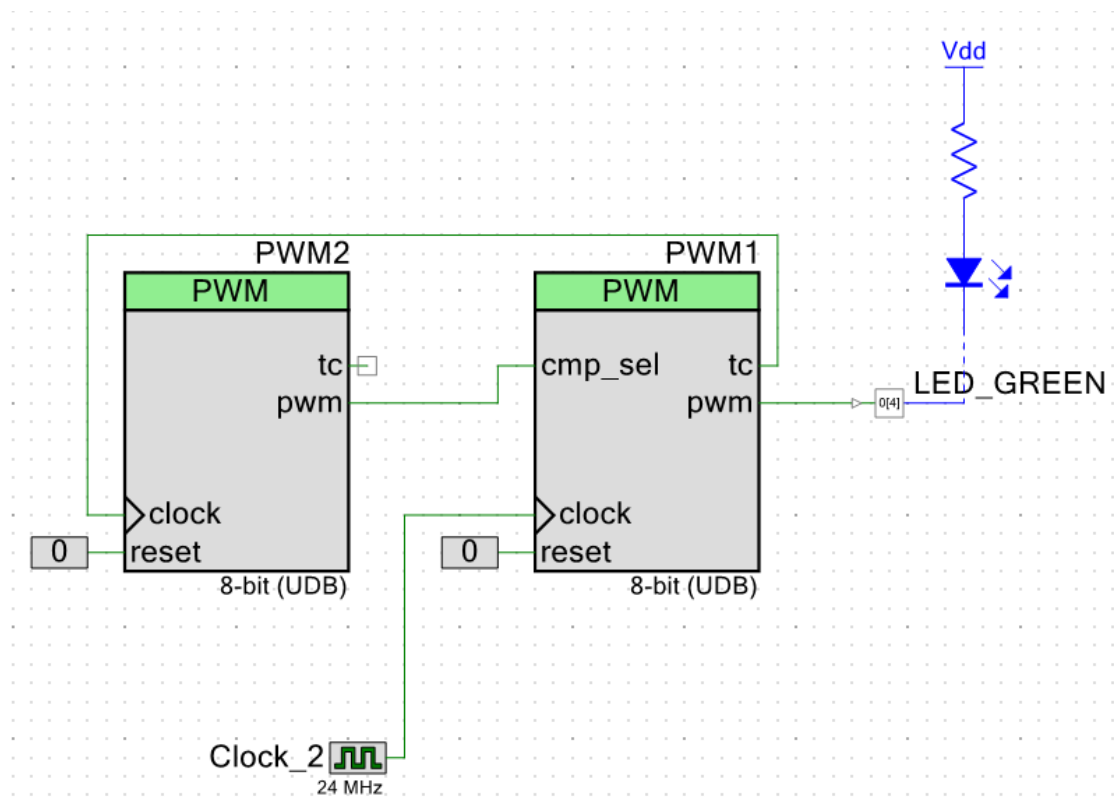 Vdd
PWM2
PWM1
PWM
PWM
tc
cmp_sel
tc
LED_GREEN
pwm
pwm
0[4]
clock
clock
0
reset
0
reset
8-bit (UDB)
8-bit (UDB)
Clock_2
24 MHz